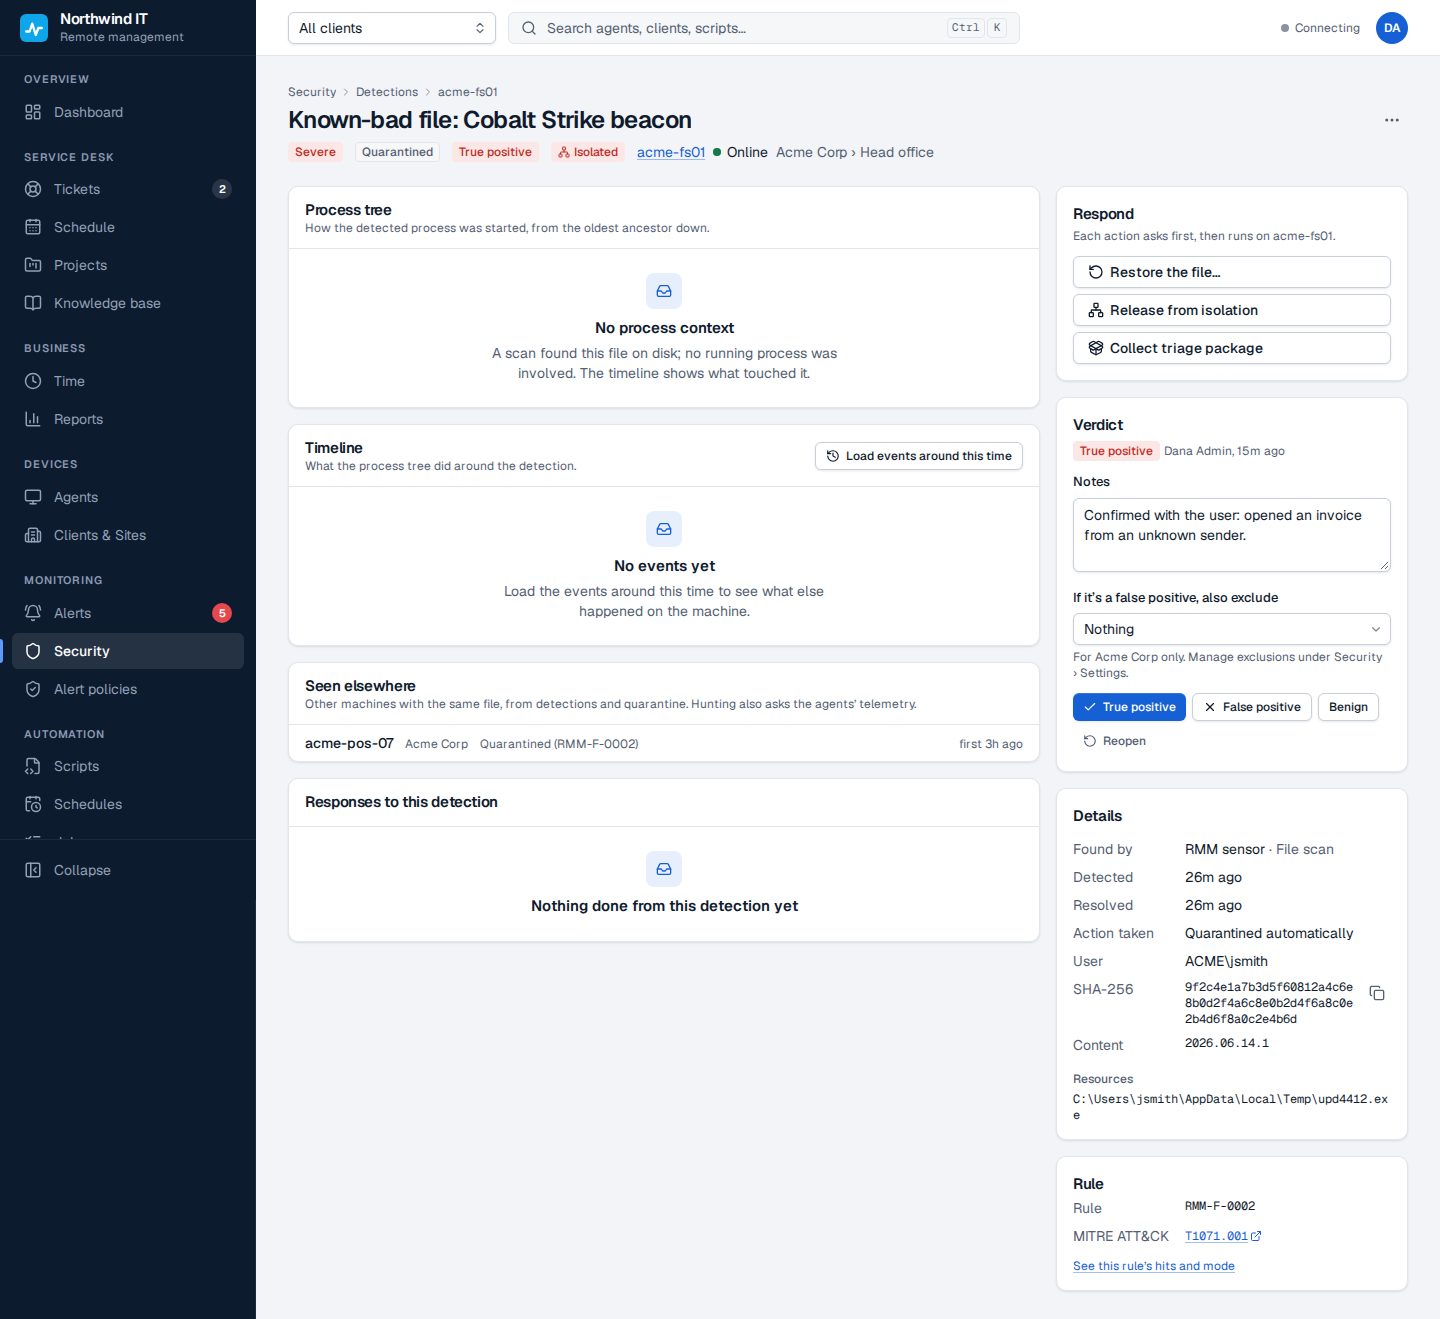 Northwind IT
Remote management
All clients
Search agents, clients, scripts...
Ctrl K
Connecting
DA
OVERVIEW
Dashboard
SERVICE DESK
Tickets 2
Schedule
Projects
Knowledge base
BUSINESS
Time
Reports
DEVICES
Agents
Clients & Sites
MONITORING
Alerts 5
Security
Alert policies
AUTOMATION
Scripts
Schedules
Collapse
Security > Detections > acme-fs01
Known-bad file: Cobalt Strike beacon
Severe Quarantined True positive Isolated acme-fs01 Online Acme Corp › Head office
Process tree
How the detected process was started, from the oldest ancestor down.
No process context
A scan found this file on disk; no running process was
involved. The timeline shows what touched it.
Timeline
What the process tree did around the detection.
Load events around this time
No events yet
Load the events around this time to see what else
happened on the machine.
Seen elsewhere
Other machines with the same file, from detections and quarantine. Hunting also asks the agents’ telemetry.
acme-pos-07 Acme Corp Quarantined (RMM-F-0002) first 3h ago
Responses to this detection
Nothing done from this detection yet
Respond
Each action asks first, then runs on acme-fs01.
Restore the file...
Release from isolation
Collect triage package
Verdict
True positive Dana Admin, 15m ago
Notes
Confirmed with the user: opened an invoice
from an unknown sender.
If it’s a false positive, also exclude
Nothing
For Acme Corp only. Manage exclusions under Security
› Settings.
True positive False positive Benign
Reopen
Details
Found by RMM sensor · File scan
Detected 26m ago
Resolved 26m ago
Action taken Quarantined automatically
User ACME\jsmith
SHA-256 9f2c4e1a7b3d5f60812a4c6e
8b0d2f4a6c8e0b2d4f6a8c0e
2b4d6f8a0c2e4b6d
Content 2026.06.14.1
Resources
C:\Users\jsmith\AppData\Local\Temp\upd4412.ex
e
Rule
Rule RMM-F-0002
MITRE ATT&CK T1071.001
See this rule's hits and mode